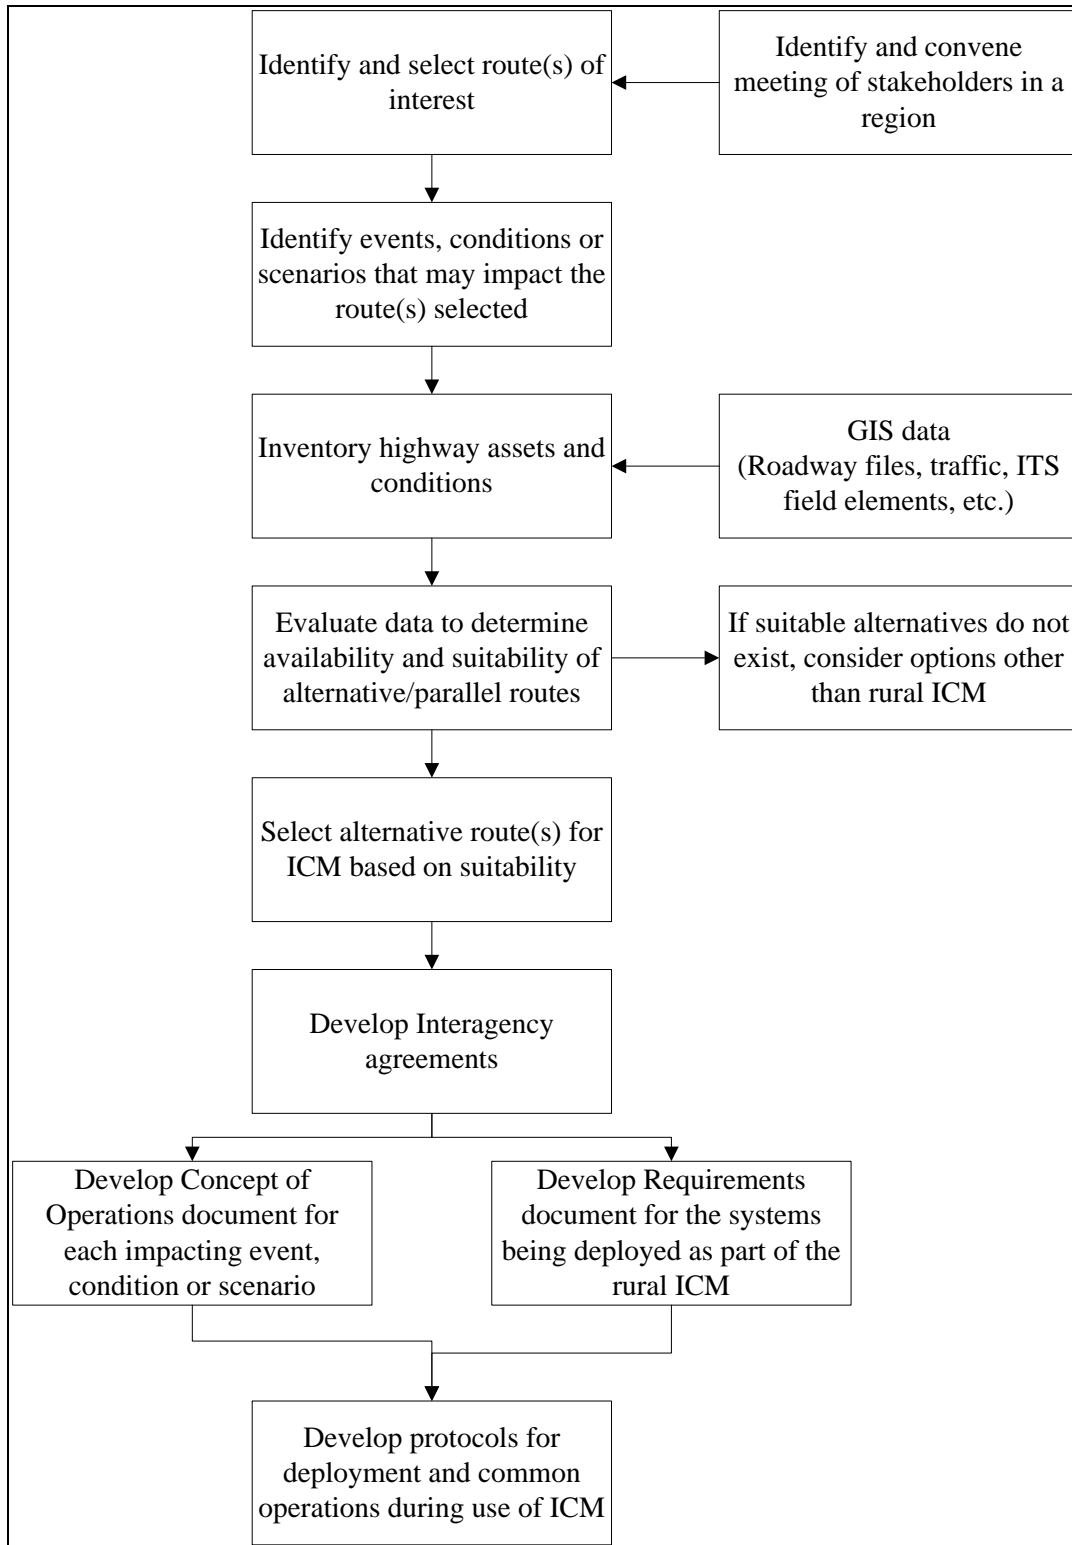 Identify and select route(s) of
interest
Identify and convene
meeting of stakeholders in a
region
Identify events, conditions or
scenarios that may impact the
route(s) selected
Inventory highway assets and
conditions
GIS data
(Roadway files, traffic, ITS
field elements, etc.)
Evaluate data to determine
availability and suitability of
alternative/parallel routes
If suitable alternatives do not
exist, consider options other
than rural ICM
Select alternative route(s) for
ICM based on suitability
Develop Interagency
agreements
Develop Concept of
Operations document for
each impacting event,
condition or scenario
Develop Requirements
document for the systems
being deployed as part of the
rural ICM
Develop protocols for
deployment and common
operations during use of ICM